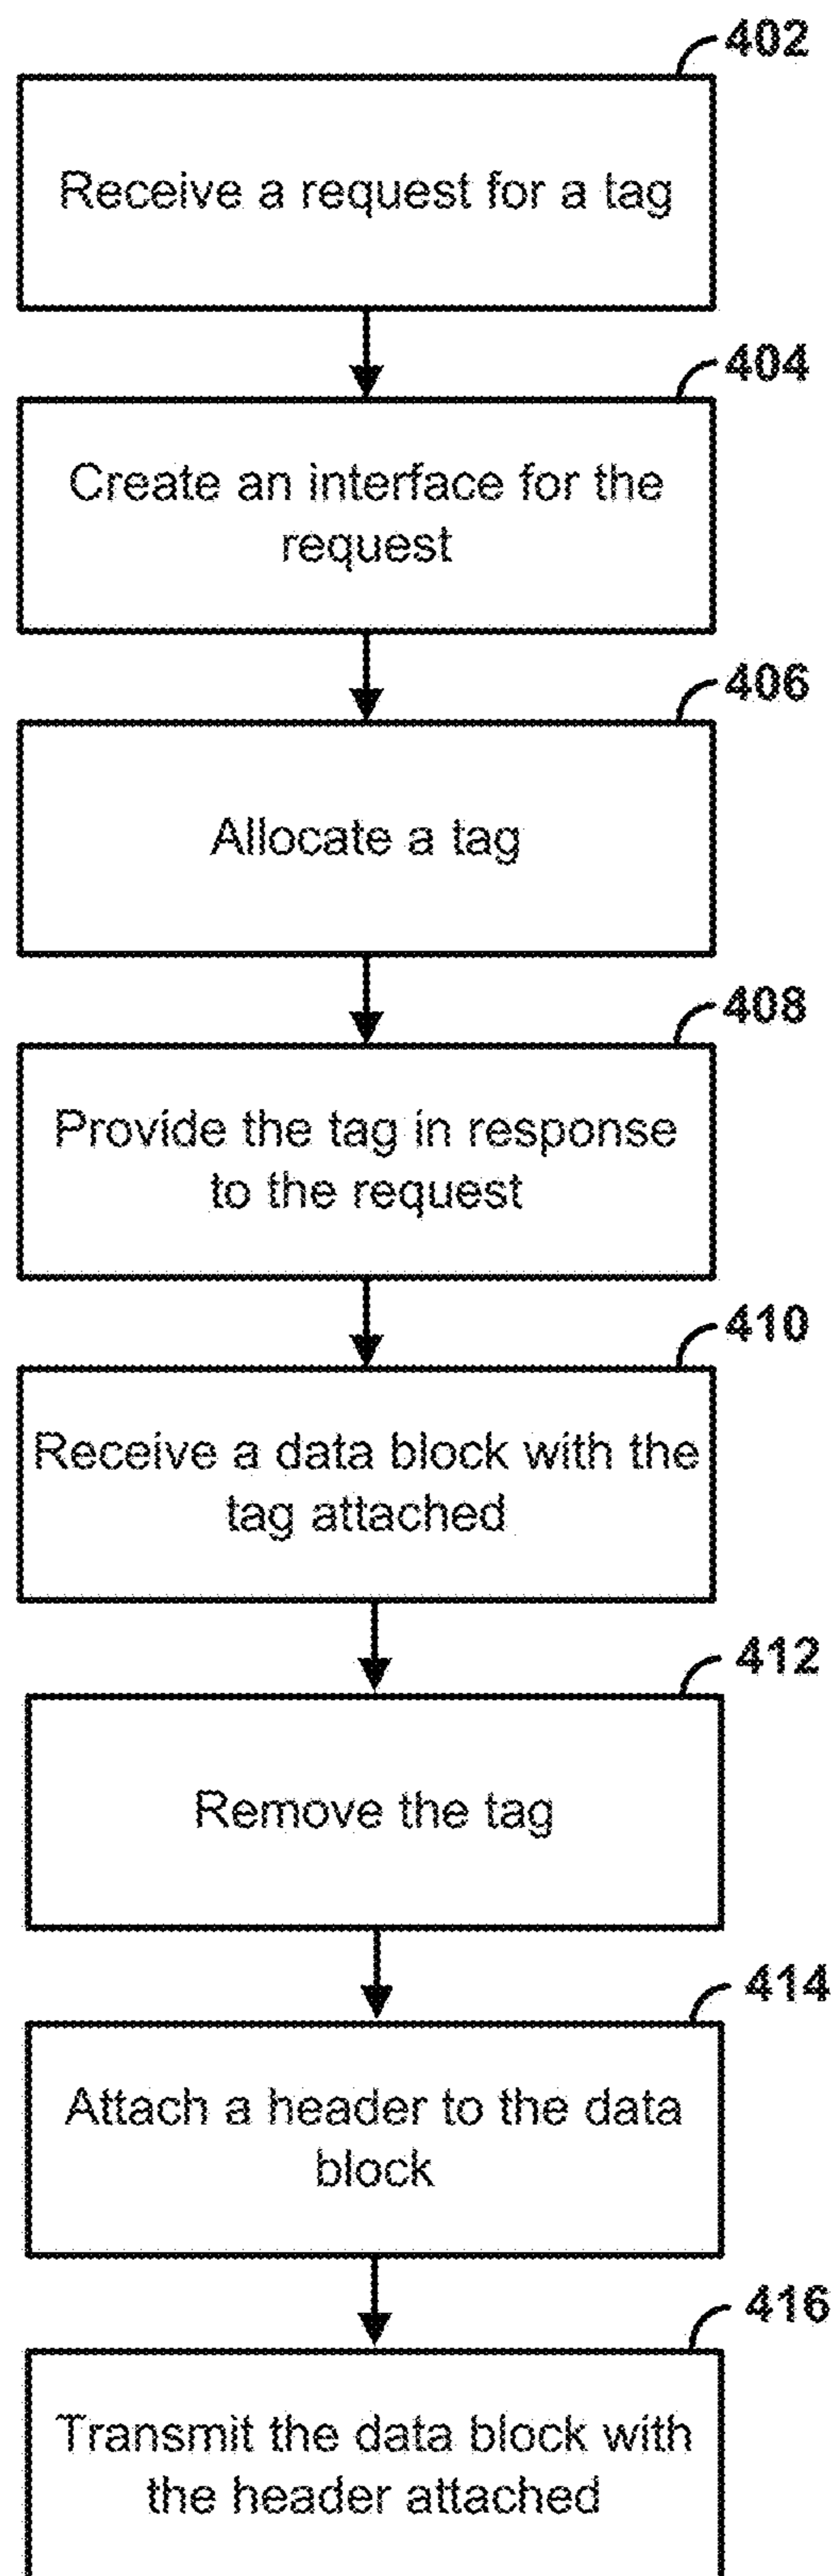 402
Receive a request for a tag
404
Create an interface for the
request
406
Allocate a tag
408
Provide the tag in response
to the request
410
Receive a data block with the
tag attached
412
Remove the tag
414
Attach a header to the data
block
416
Transmit the data block with
the header attached